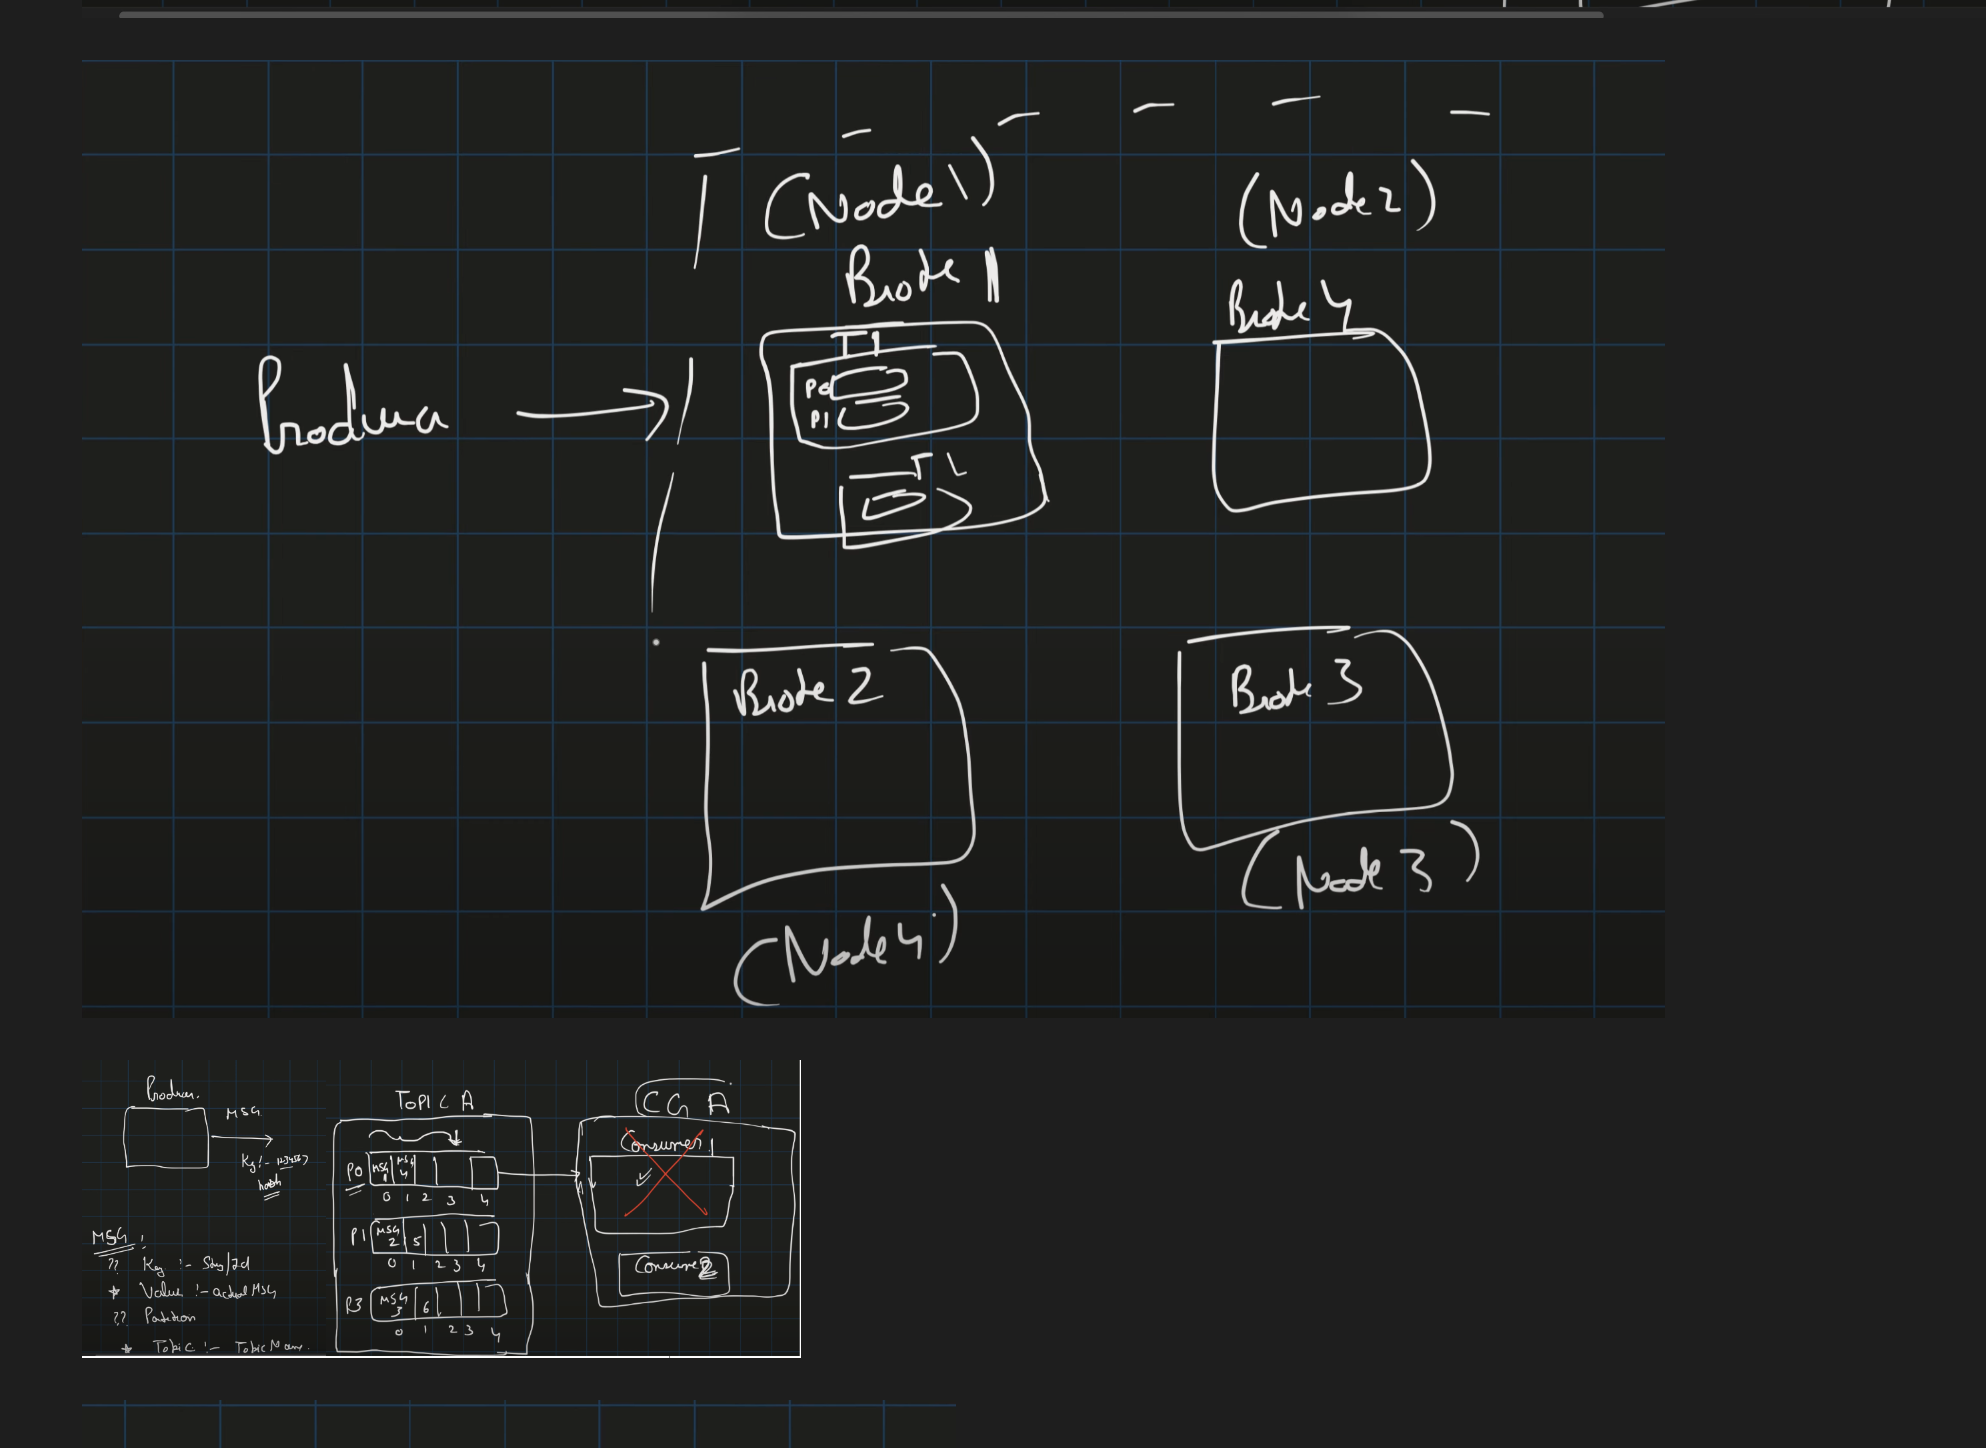 (Node 1)
(Node 2)
Broker 1
Broker 4
T1
Producer
P0
P1
Broker 2
Broker 3
(Node 3)
(Node 4)
Producer
MSG
Key :- 1234567
hash
TOPIC A
CG A
Consumer 1
P0 MSG 1 MSG 4
0 1 2 3 4
P1 MSG 2 5
0 1 2 3 4
Consumer 2
P3 MSG 3 6
0 1 2 3 4
MSG :
?? Key :- Str/Id
* Value :- actual MSG
?? Partition
* Topic :- Topic Name.